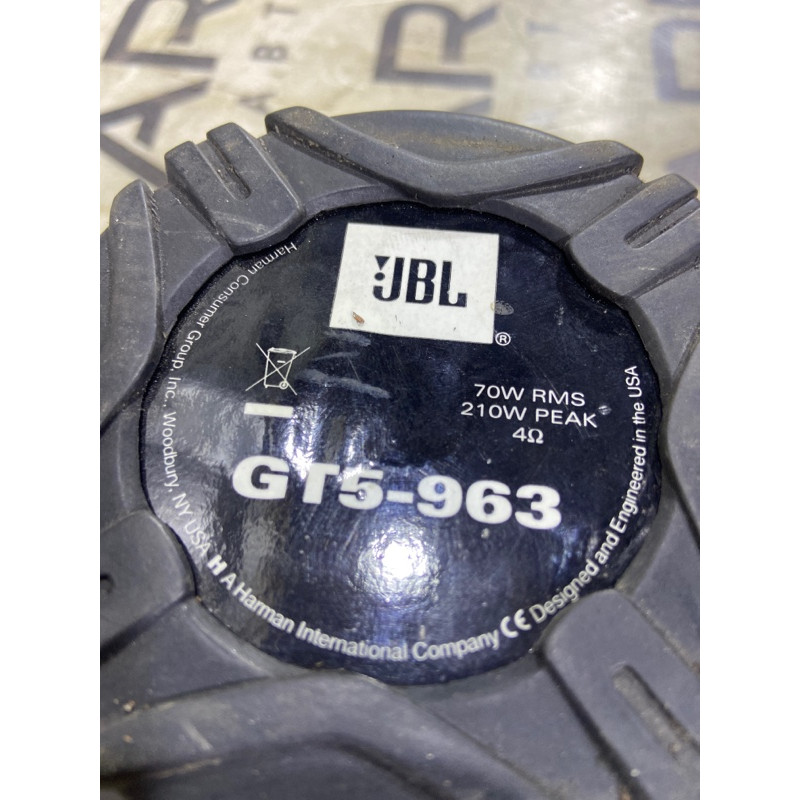 JBL
®
70W RMS
210W PEAK
4Ω
GT5-963
Harman Consumer Group, Inc., Woodbury, NY USA H A Harman International Company CE Designed and Engineered in the USA